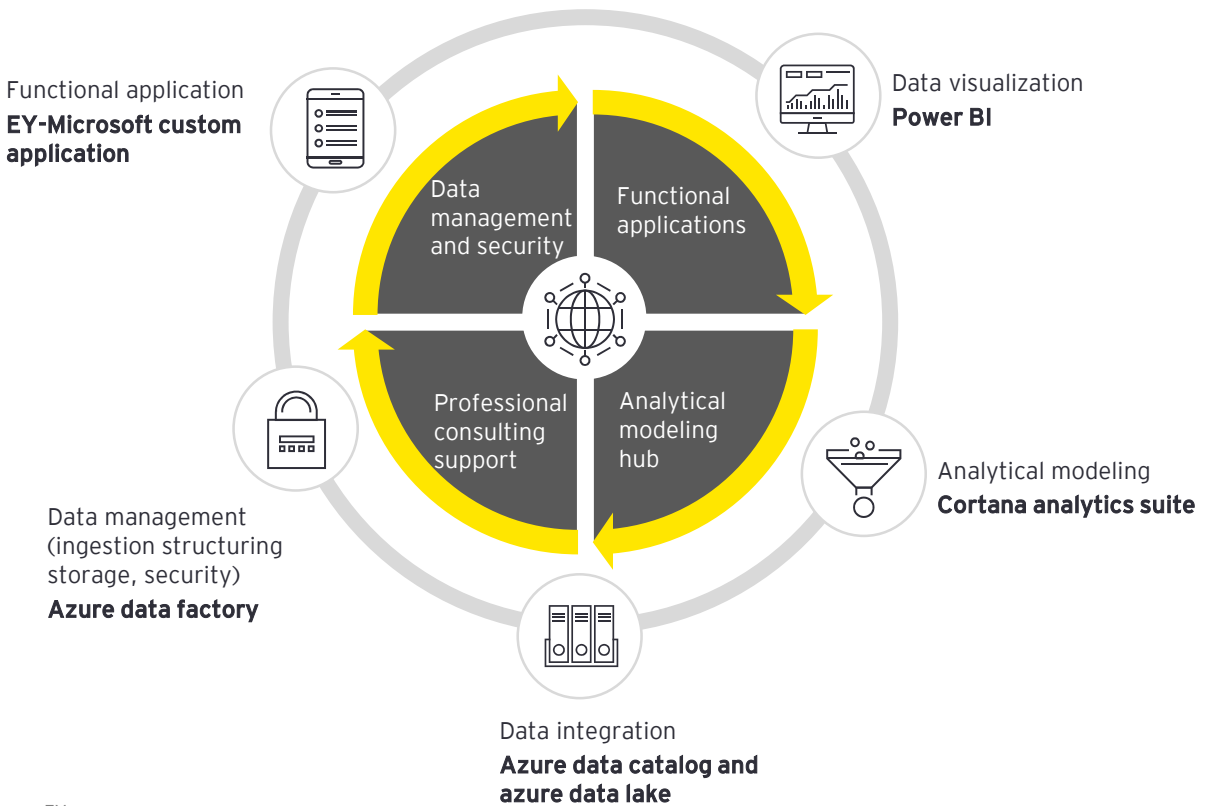 Functional application
EY-Microsoft custom
application
Data visualization
Power BI
Data
management
and security
Functional
applications
Professional
consulting
support
Analytical
modeling
hub
Analytical modeling
Cortana analytics suite
Data management
(ingestion structuring
storage, security)
Azure data factory
Data integration
Azure data catalog and
azure data lake